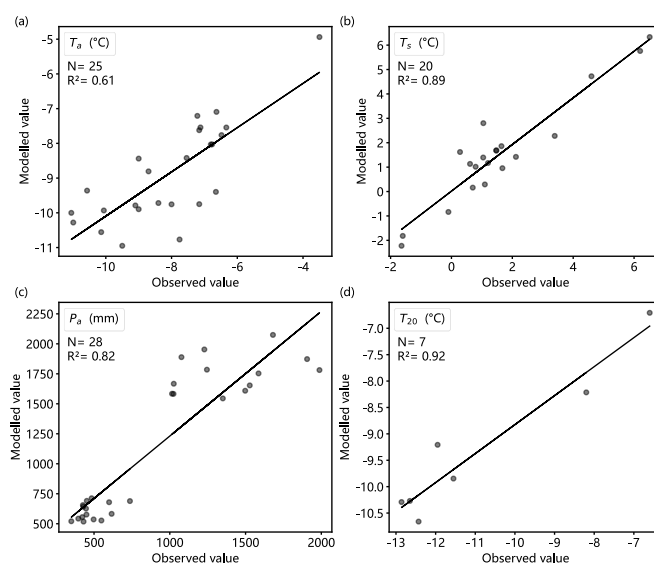 (a)
T_a (°C)
N= 25
R²= 0.61
-5
-6
-7
-8
-9
-10
-11
Modelled value
-10
-8
-6
-4
Observed value
(b)
T_s (°C)
N= 20
R²= 0.89
6
5
4
3
2
1
0
-1
-2
Modelled value
-2
0
2
4
6
Observed value
(c)
P_a (mm)
N= 28
R²= 0.82
2250
2000
1750
1500
1250
1000
750
500
Modelled value
500
1000
1500
2000
Observed value
(d)
T_20 (°C)
N= 7
R²= 0.92
-7.0
-7.5
-8.0
-8.5
-9.0
-9.5
-10.0
-10.5
Modelled value
-13
-12
-11
-10
-9
-8
-7
Observed value